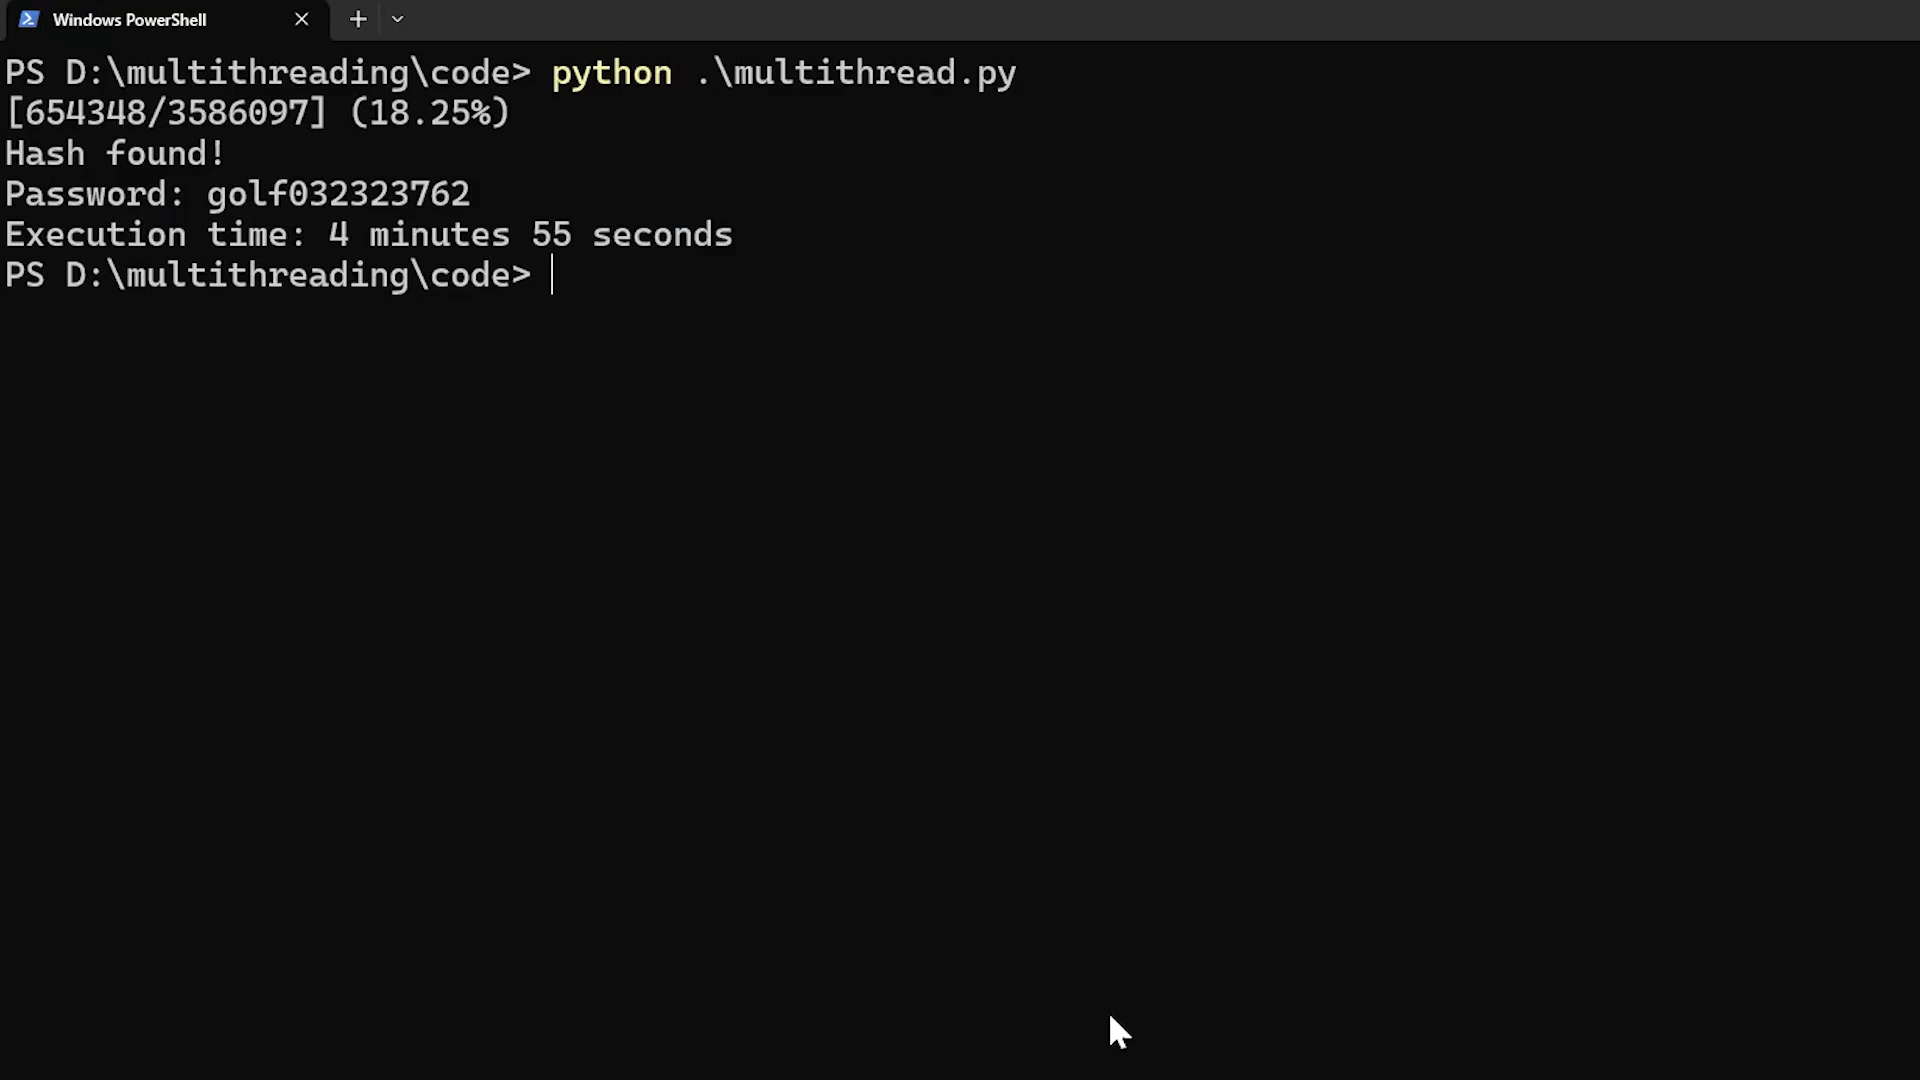 Windows PowerShell
PS D:\multithreading\code> python .\multithread.py
[654348/3586097] (18.25%)
Hash found!
Password: golf032323762
Execution time: 4 minutes 55 seconds
PS D:\multithreading\code>